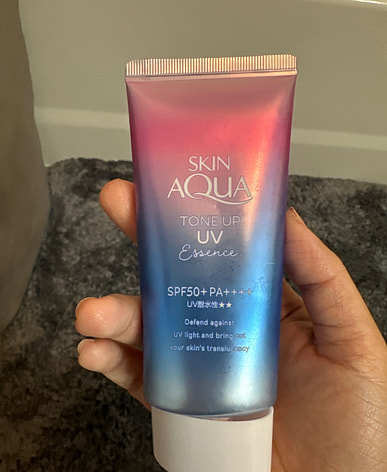 SKIN
AQUA
TONE UP
UV
Essence
SPF50+ PA++++
UV耐水性★★
Defend against
UV light and bring out
your skin's translucency